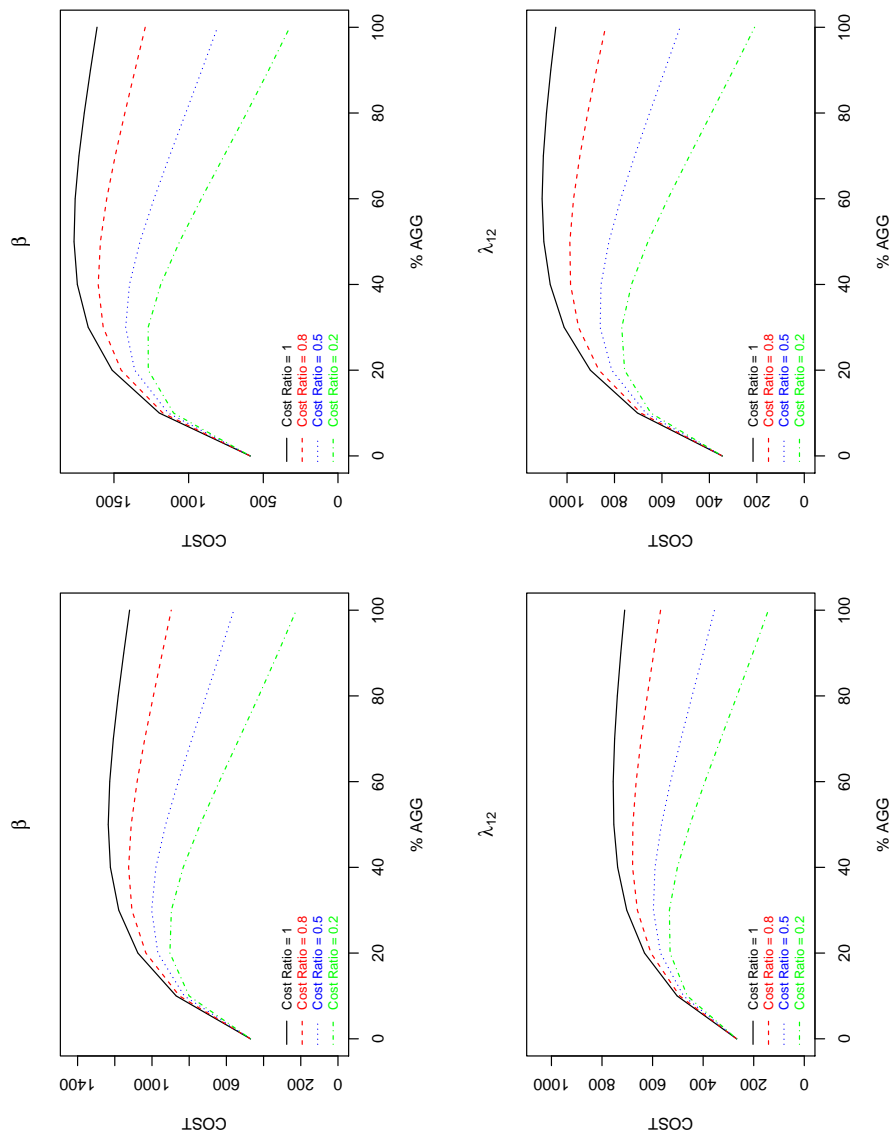 β
COST
0 200 600 1000 1400
Cost Ratio = 1
Cost Ratio = 0.8
Cost Ratio = 0.5
Cost Ratio = 0.2
0 20 40 60 80 100
% AGG
β
COST
0 500 1000 1500
Cost Ratio = 1
Cost Ratio = 0.8
Cost Ratio = 0.5
Cost Ratio = 0.2
0 20 40 60 80 100
% AGG
λ12
COST
0 200 400 600 800 1000
Cost Ratio = 1
Cost Ratio = 0.8
Cost Ratio = 0.5
Cost Ratio = 0.2
0 20 40 60 80 100
% AGG
λ12
COST
0 200 400 600 800 1000
Cost Ratio = 1
Cost Ratio = 0.8
Cost Ratio = 0.5
Cost Ratio = 0.2
0 20 40 60 80 100
% AGG